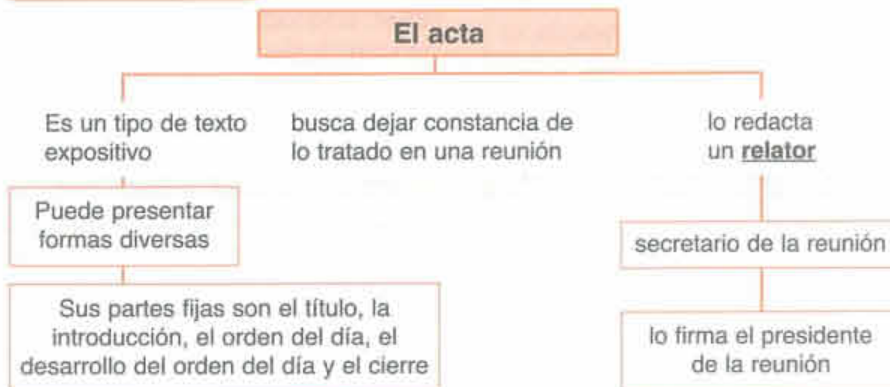 El acta
Es un tipo de texto
expositivo
busca dejar constancia de
lo tratado en una reunión
lo redacta
un relator
Puede presentar
formas diversas
secretario de la reunión
Sus partes fijas son el título, la
introducción, el orden del día, el
desarrollo del orden del día y el cierre
lo firma el presidente
de la reunión